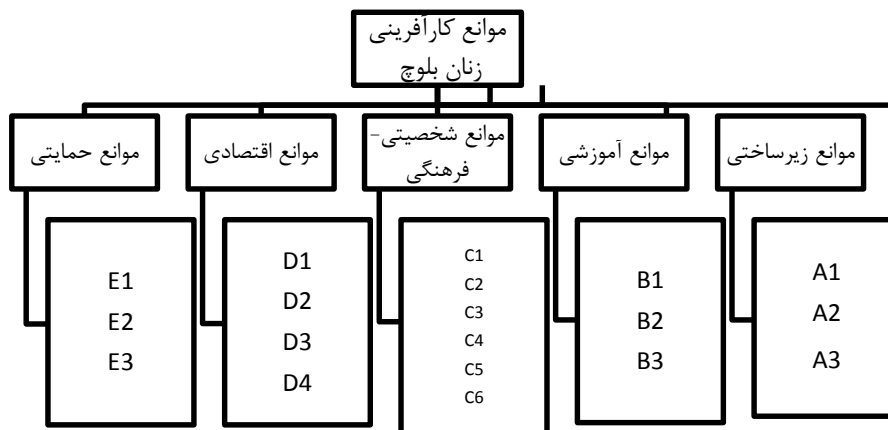 موانع کارآفرینی
زنان بلوچ
موانع زیرساختی
موانع آموزشی
موانع شخصیتی-
فرهنگی
موانع اقتصادی
موانع حمایتی
A1
A2
A3
B1
B2
B3
C1
C2
C3
C4
C5
C6
D1
D2
D3
D4
E1
E2
E3